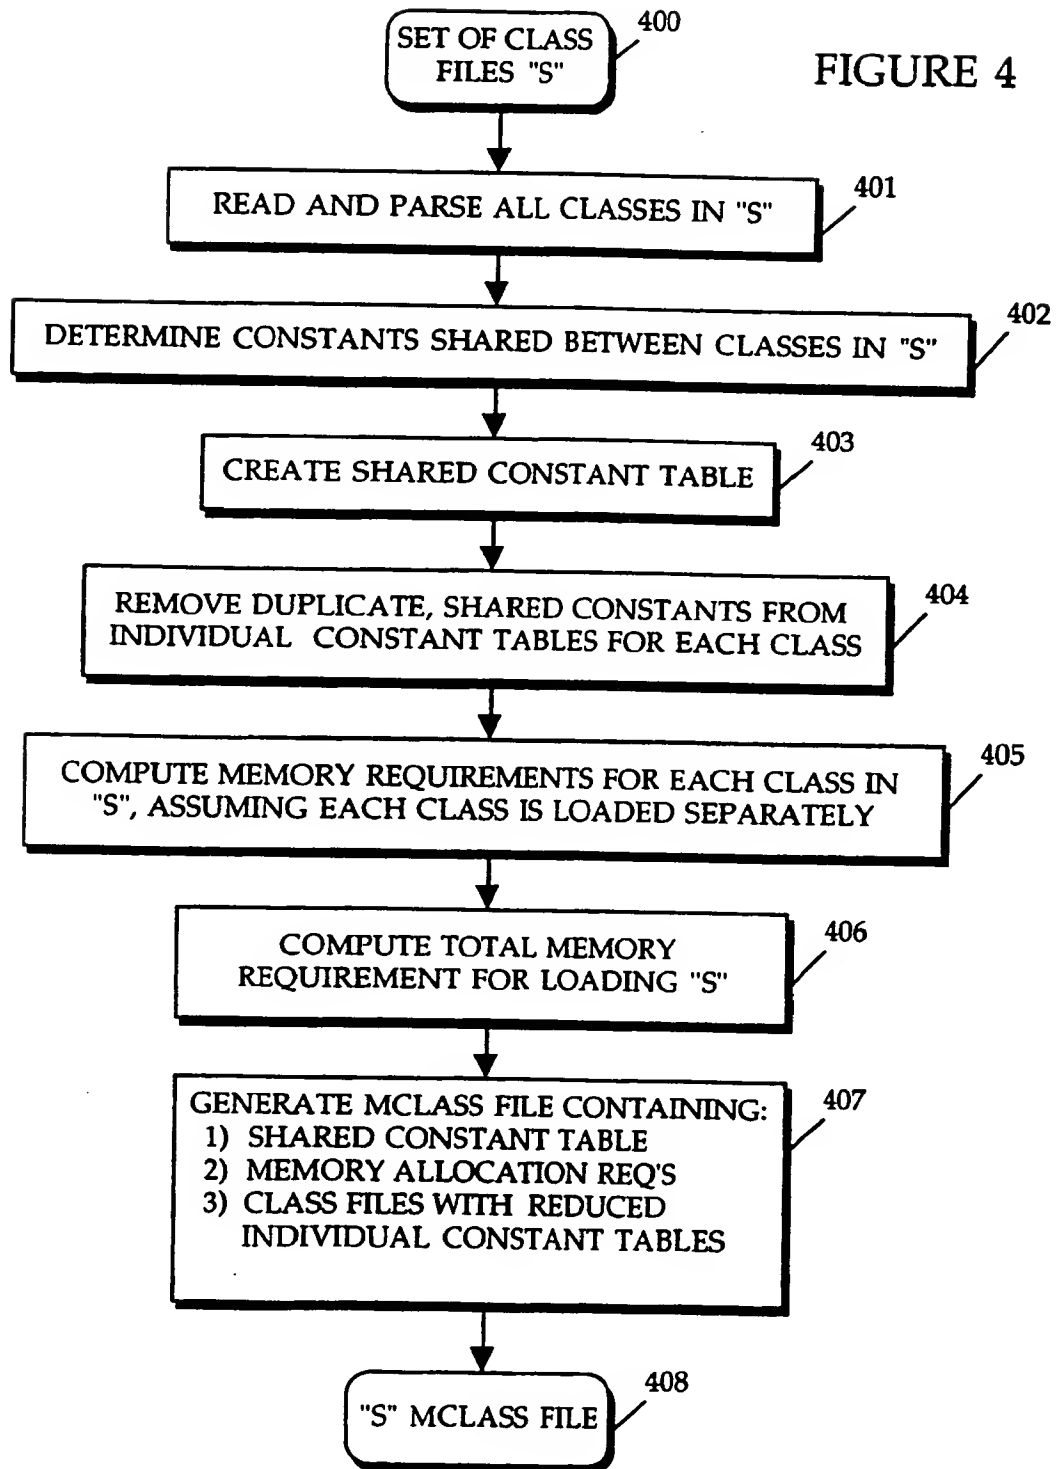 FIGURE 4
400
SET OF CLASS
FILES "S"
401
READ AND PARSE ALL CLASSES IN "S"
402
DETERMINE CONSTANTS SHARED BETWEEN CLASSES IN "S"
403
CREATE SHARED CONSTANT TABLE
404
REMOVE DUPLICATE, SHARED CONSTANTS FROM
INDIVIDUAL CONSTANT TABLES FOR EACH CLASS
405
COMPUTE MEMORY REQUIREMENTS FOR EACH CLASS IN
"S", ASSUMING EACH CLASS IS LOADED SEPARATELY
406
COMPUTE TOTAL MEMORY
REQUIREMENT FOR LOADING "S"
407
GENERATE MCLASS FILE CONTAINING:
1) SHARED CONSTANT TABLE
2) MEMORY ALLOCATION REQ'S
3) CLASS FILES WITH REDUCED
INDIVIDUAL CONSTANT TABLES
408
"S" MCLASS FILE